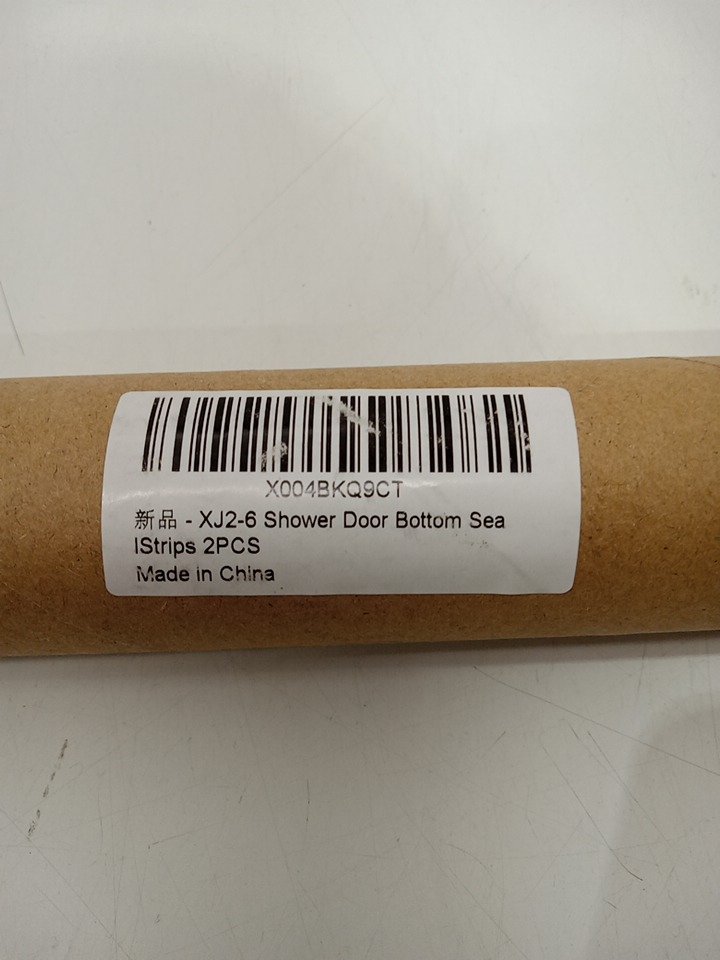 X004BKQ9CT
新品 - XJ2-6 Shower Door Bottom Sea
lStrips 2PCS
Made in China